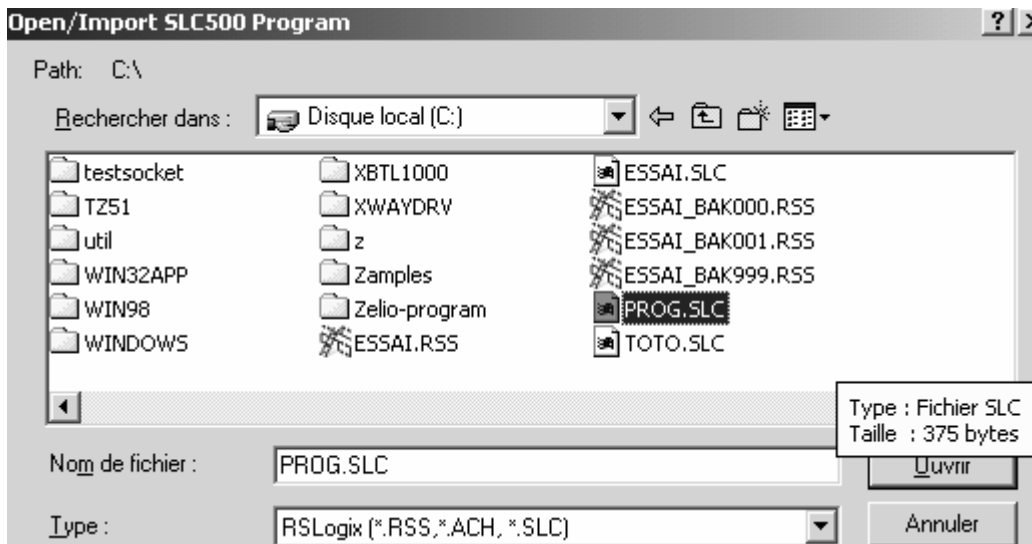 Open/Import SLC500 Program
Path: C:\
Rechercher dans : Disque local (C:)
testsocket XBTL1000 ESSAI.SLC
TZ51 XWAYDRV ESSAI_BAK000.RSS
util z ESSAI_BAK001.RSS
WIN32APP Zamples ESSAI_BAK999.RSS
WIN98 Zelio-program PROG.SLC
WINDOWS ESSAI.RSS TOTO.SLC
Type : Fichier SLC
Taille : 375 bytes
Nom de fichier : PROG.SLC Ouvrir
Type : RSLogix (*.RSS,*.ACH, *.SLC) Annuler